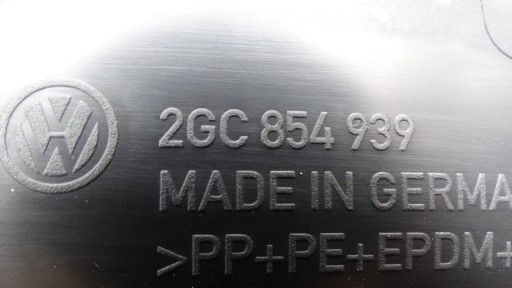 2GC 854 939
MADE IN GERMA
>PP+PE+EPDM+